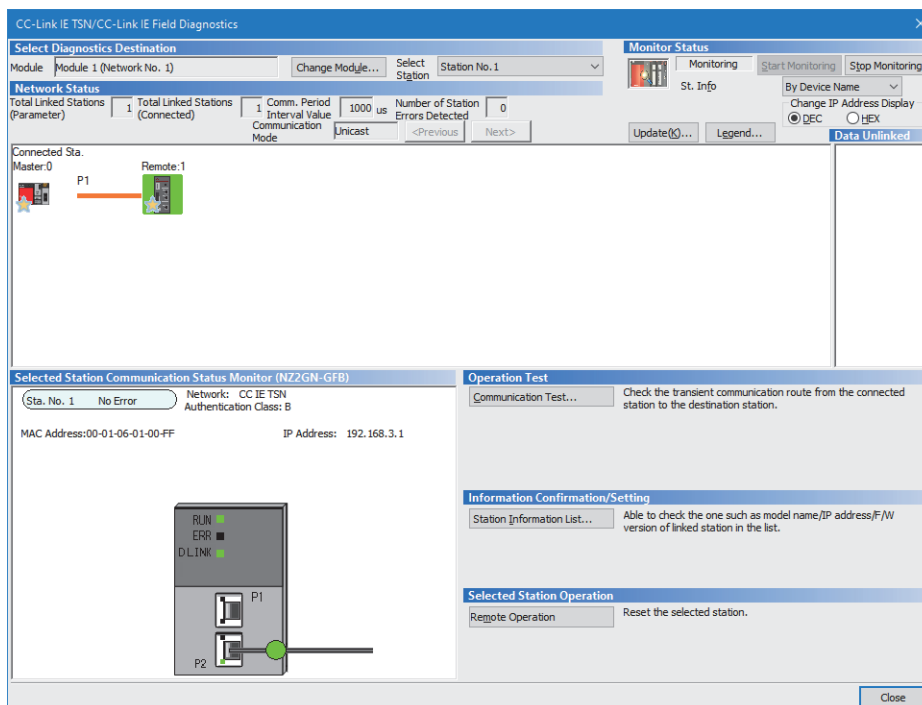 CC-Link IE TSN/CC-Link IE Field Diagnostics
Select Diagnostics Destination
Module Module 1 (Network No. 1) Change Module... Select Station Station No.1
Monitor Status
Monitoring Start Monitoring Stop Monitoring
St. Info By Device Name
Change IP Address Display
DEC HEX
Update(K)... Legend...
Network Status
Total Linked Stations (Parameter) 1 Total Linked Stations (Connected) 1 Comm. Period Interval Value 1000 us Number of Station Errors Detected 0
Communication Mode Unicast <Previous Next>
Data Unlinked
Connected Sta.
Master:0 Remote:1
P1
Selected Station Communication Status Monitor (NZ2GN-GFB)
Sta. No. 1 No Error
Network: CC IE TSN
Authentication Class: B
MAC Address:00-01-06-01-00-FF IP Address: 192.168.3.1
RUN
ERR
D LINK
P1
P2
Operation Test
Communication Test... Check the transient communication route from the connected
station to the destination station.
Information Confirmation/Setting
Station Information List... Able to check the one such as model name/IP address/F/W
version of linked station in the list.
Selected Station Operation
Remote Operation Reset the selected station.
Close